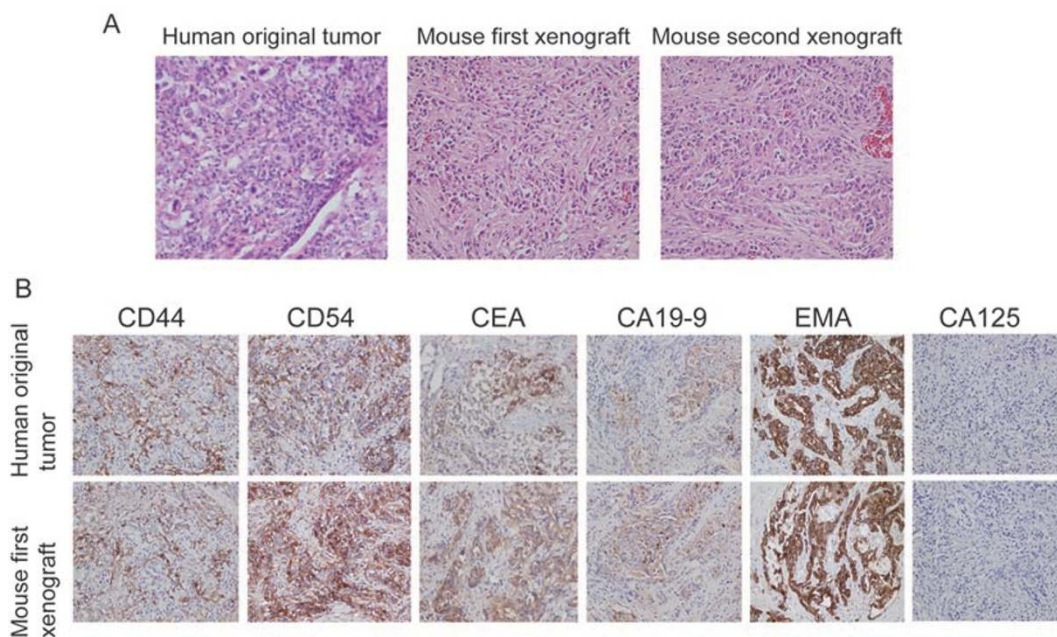 A
Human original tumor
Mouse first xenograft
Mouse second xenograft
B
CD44
CD54
CEA
CA19-9
EMA
CA125
Human original
tumor
Mouse first
xenograft